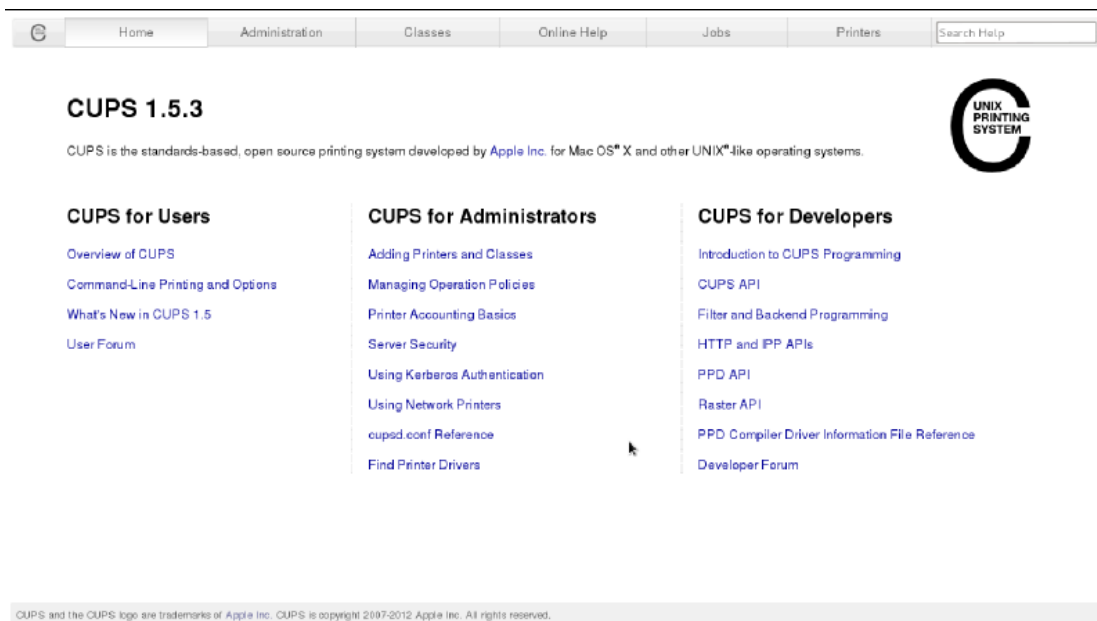 Home Administration Classes Online Help Jobs Printers Search Help
CUPS 1.5.3
UNIX
PRINTING
SYSTEM
CUPS is the standards-based, open source printing system developed by Apple Inc. for Mac OS® X and other UNIX®-like operating systems.
CUPS for Users
Overview of CUPS
Command-Line Printing and Options
What's New in CUPS 1.5
User Forum
CUPS for Administrators
Adding Printers and Classes
Managing Operation Policies
Printer Accounting Basics
Server Security
Using Kerberos Authentication
Using Network Printers
cupsd.conf Reference
Find Printer Drivers
CUPS for Developers
Introduction to CUPS Programming
CUPS API
Filter and Backend Programming
HTTP and IPP APIs
PPD API
Raster API
PPD Compiler Driver Information File Reference
Developer Forum
CUPS and the CUPS logo are trademarks of Apple Inc. CUPS is copyright 2007-2012 Apple Inc. All rights reserved.